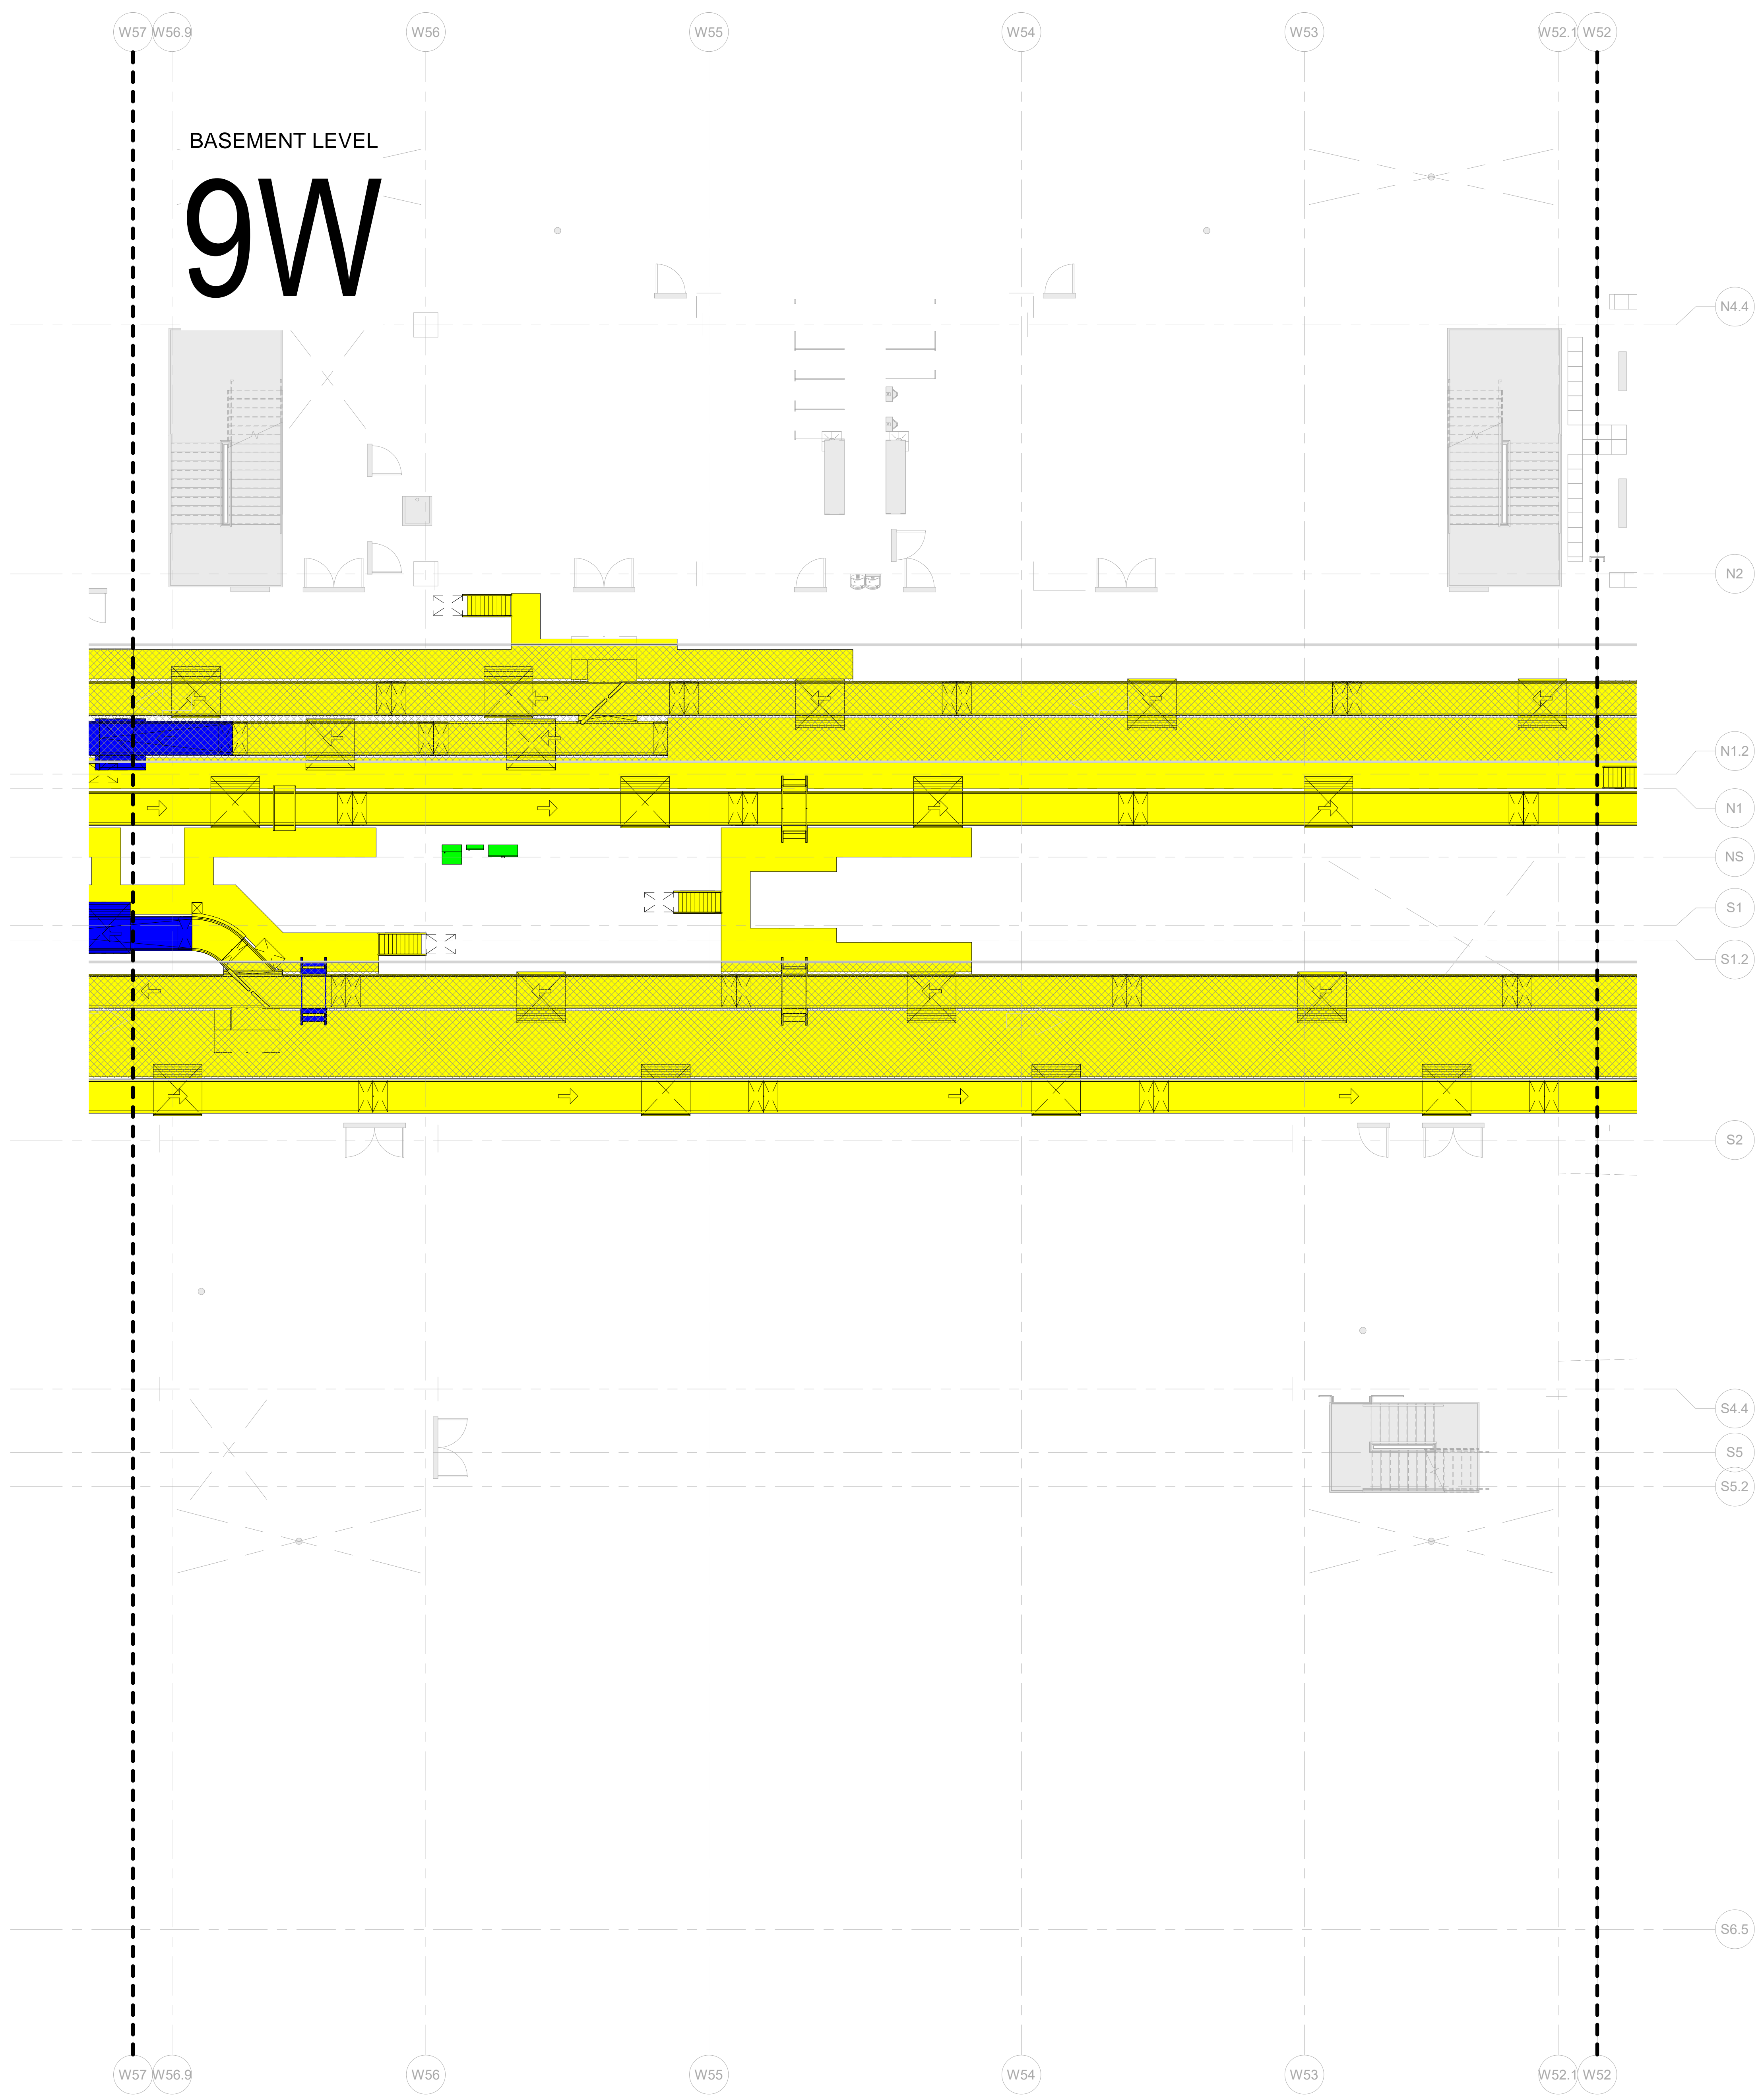 W57 W56.9 W56 W55 W54 W53 W52.1 W52
BASEMENT LEVEL
9W
N4.4
N2
N1.2
N1
NS
S1
S1.2
S2
S4.4
S5
S5.2
S6.5
W57 W56.9 W56 W55 W54 W53 W52.1 W52